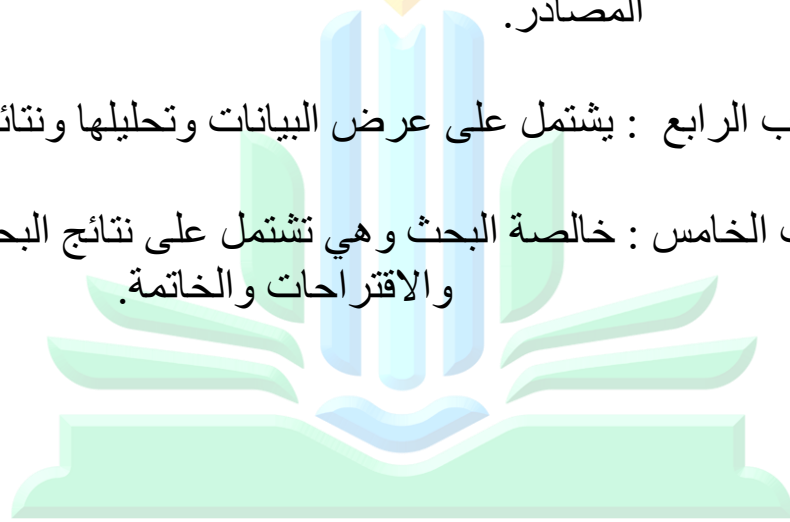 المصادر.
ب الرابع : يشتمل على عرض البيانات وتحليلها ونتائ
ب الخامس : خالصة البحث وهي تشتمل على نتائج البح
والاقتراحات والخاتمة.